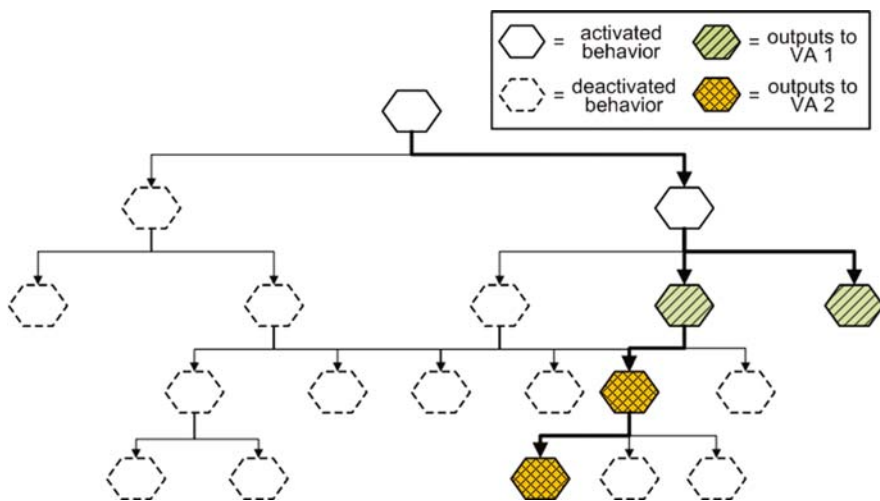 = activated behavior
= outputs to VA 1
= deactivated behavior
= outputs to VA 2